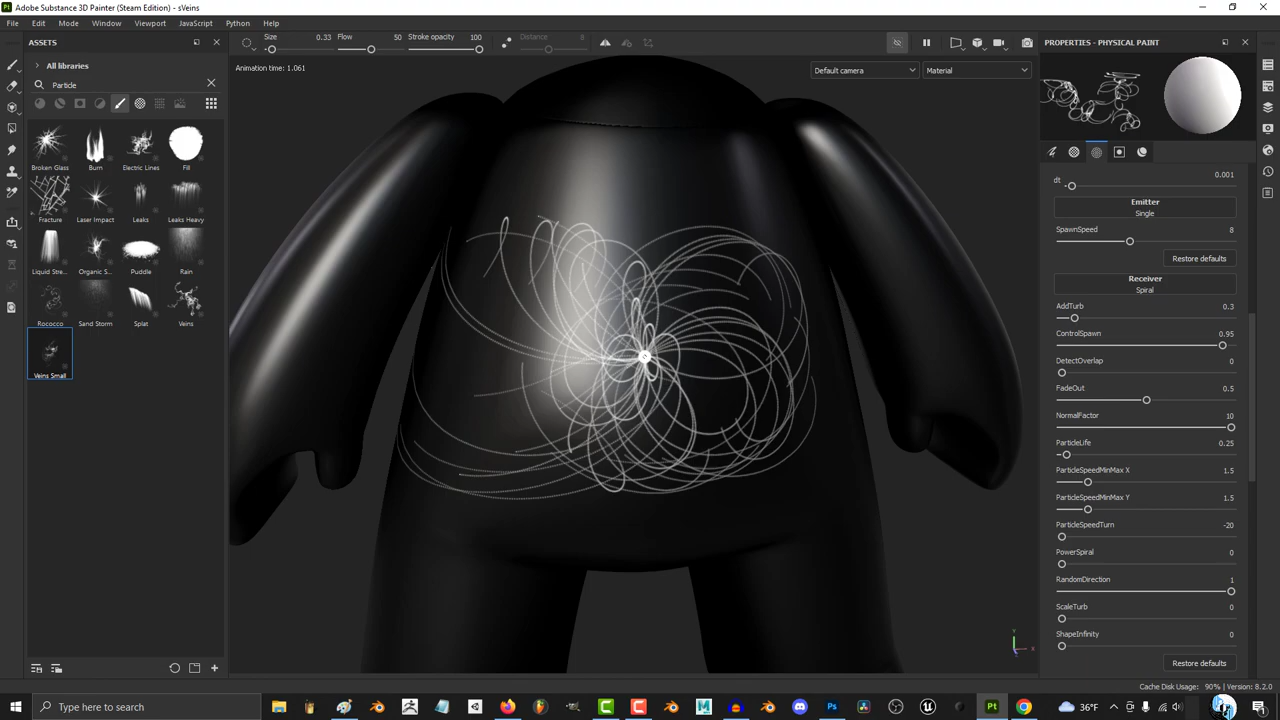 Adobe Substance 3D Painter (Steam Edition) - sVeins
File Edit Mode Window Viewport JavaScript Python Help
ASSETS
All libraries
Particle
Broken Glass Burn Electric Lines Fill
Fracture Laser Impact Leaks Leaks Heavy
Liquid Stre... Organic S... Puddle Rain
Rococco Sand Storm Splat Veins
Veins Small
Size 0.33 Flow 50 Stroke opacity 100 Distance 8
Animation time: 1.061
Default camera Material
PROPERTIES - PHYSICAL PAINT
dt 0.001
Emitter
Single
SpawnSpeed 8
Restore defaults
Receiver
Spiral
AddTurb 0.3
ControlSpawn 0.95
DetectOverlap 0
FadeOut 0.5
NormalFactor 10
ParticleLife 0.25
ParticleSpeedMinMax X 1.5
ParticleSpeedMinMax Y 1.5
ParticleSpeedTurn -20
PowerSpiral 0
RandomDirection 1
ScaleTurb 0
ShapeInfinity 0
Restore defaults
Y
X
Cache Disk Usage: 90% | Version: 8.2.0
Type here to search
36°F